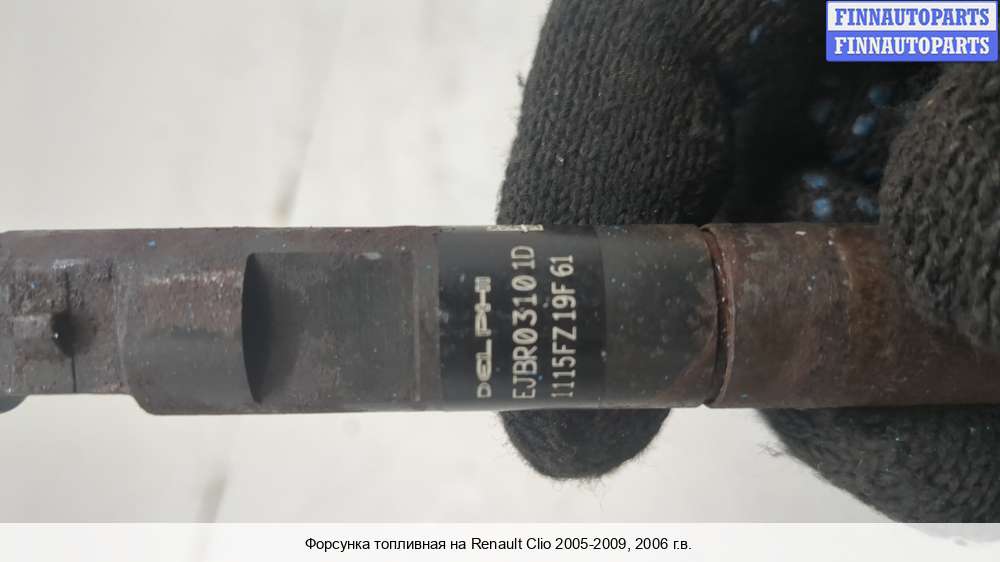 FINNAUTOPARTS
FINNAUTOPARTS
DELPHI
EJBR03101D
1115FZ19F61
Форсунка топливная на Renault Clio 2005-2009, 2006 г.в.